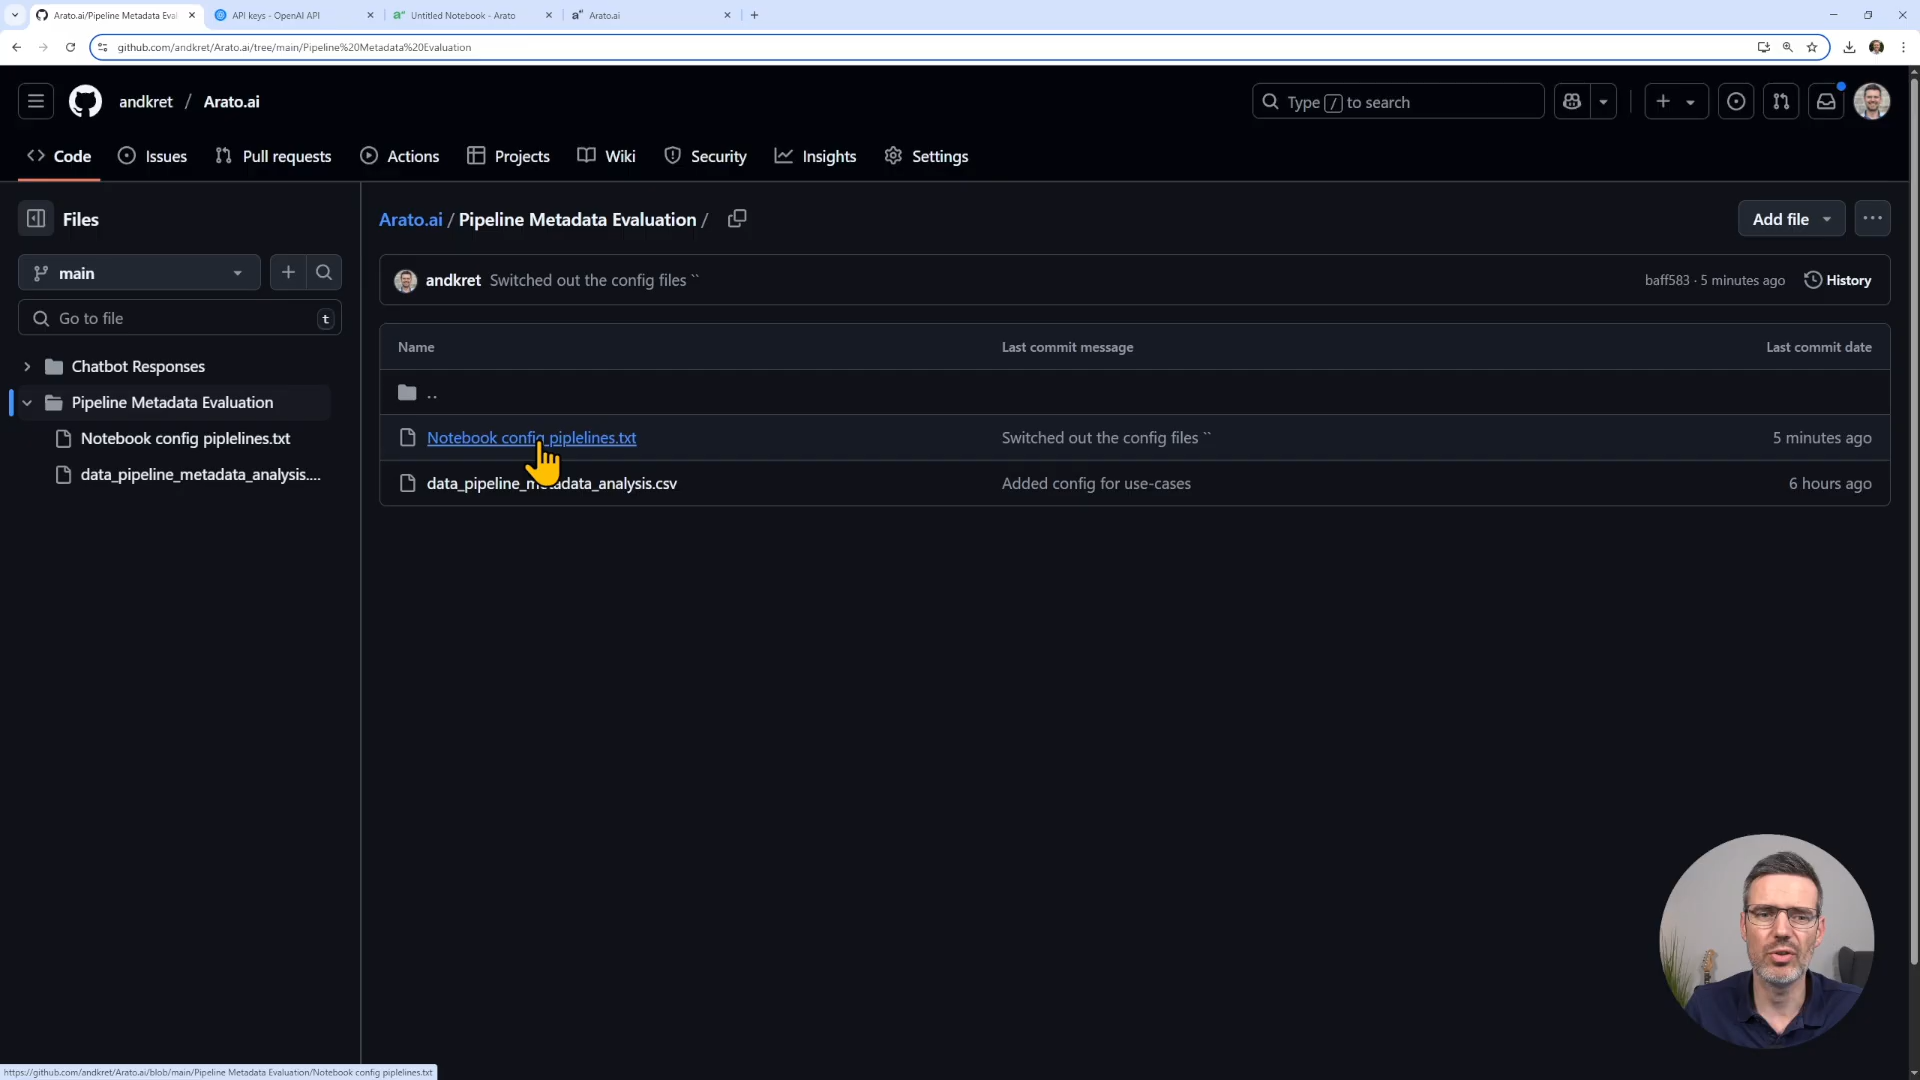 Arato.ai/Pipeline Metadata Eval
API keys - OpenAI API
Untitled Notebook - Arato
Arato.ai
github.com/andkret/Arato.ai/tree/main/Pipeline%20Metadata%20Evaluation
andkret / Arato.ai
Type / to search
Code
Issues
Pull requests
Actions
Projects
Wiki
Security
Insights
Settings
Files
Arato.ai / Pipeline Metadata Evaluation /
Add file
main
andkret Switched out the config files ``
baff583 · 5 minutes ago
History
Go to file
t
Name
Last commit message
Last commit date
Chatbot Responses
..
Pipeline Metadata Evaluation
Notebook config piplelines.txt
Notebook config piplelines.txt
Switched out the config files ``
5 minutes ago
data_pipeline_metadata_analysis....
data_pipeline_metadata_analysis.csv
Added config for use-cases
6 hours ago
https://github.com/andkret/Arato.ai/blob/main/Pipeline Metadata Evaluation/Notebook config piplelines.txt